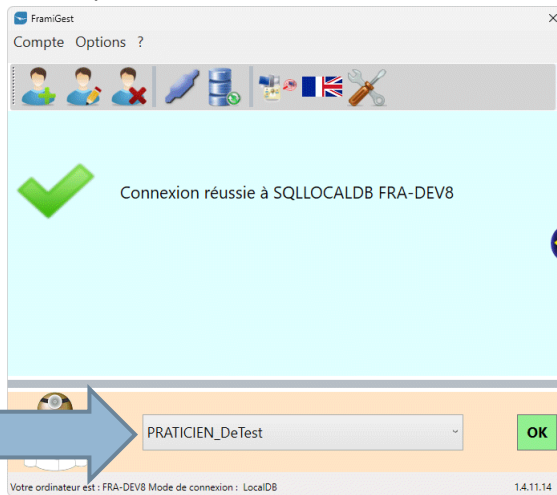 FramiGest
Compte Options ?
Connexion réussie à SQLLOCALDB FRA-DEV8
PRATICIEN_DeTest
OK
Votre ordinateur est : FRA-DEV8 Mode de connexion : LocalDB 1.4.11.14